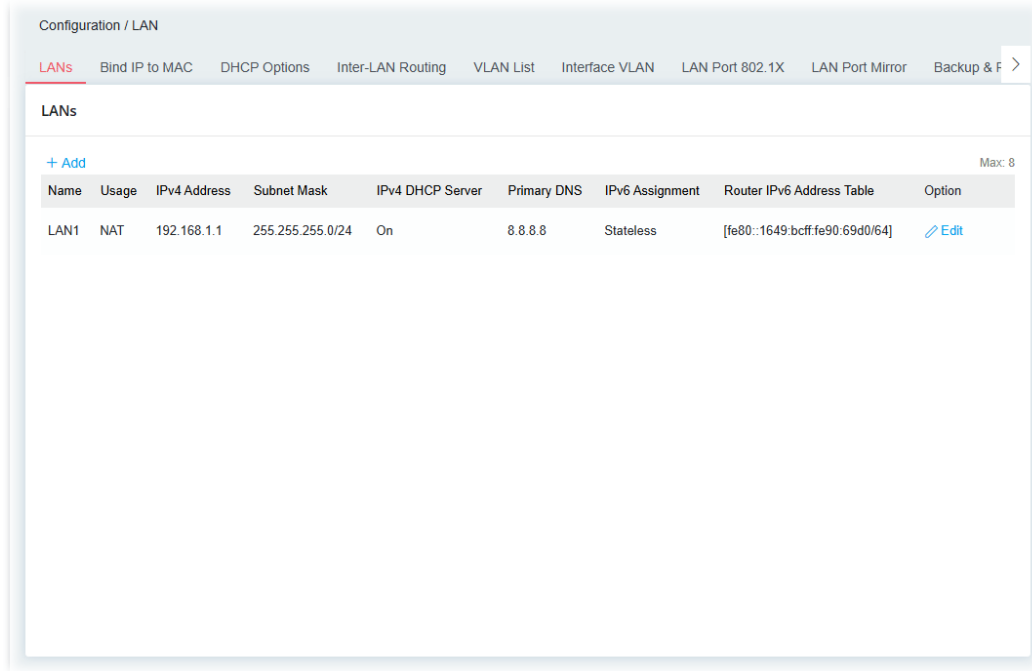 Configuration / LAN
LANs Bind IP to MAC DHCP Options Inter-LAN Routing VLAN List Interface VLAN LAN Port 802.1X LAN Port Mirror Backup &
LANs
+ Add Max: 8
Name Usage IPv4 Address Subnet Mask IPv4 DHCP Server Primary DNS IPv6 Assignment Router IPv6 Address Table Option
LAN1 NAT 192.168.1.1 255.255.255.0/24 On 8.8.8.8 Stateless [fe80::1649:bcff:fe90:69d0/64] Edit